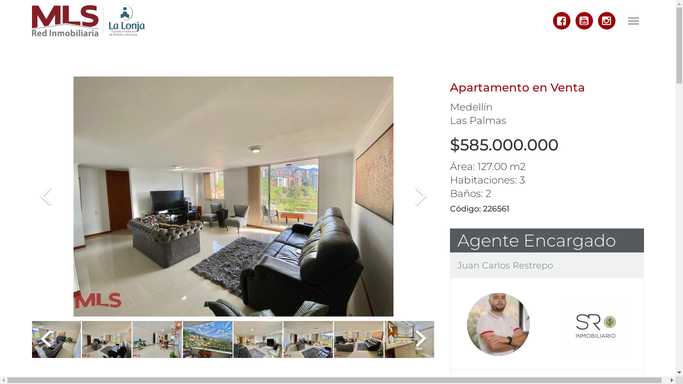 MLS
Red Inmobiliaria
La Lonja
Apartamento en Venta
Medellín
Las Palmas
$585.000.000
Área: 127.00 m2
Habitaciones: 3
Baños: 2
Código: 226561
MLS
Agente Encargado
Juan Carlos Restrepo
SR
INMOBILIARIO